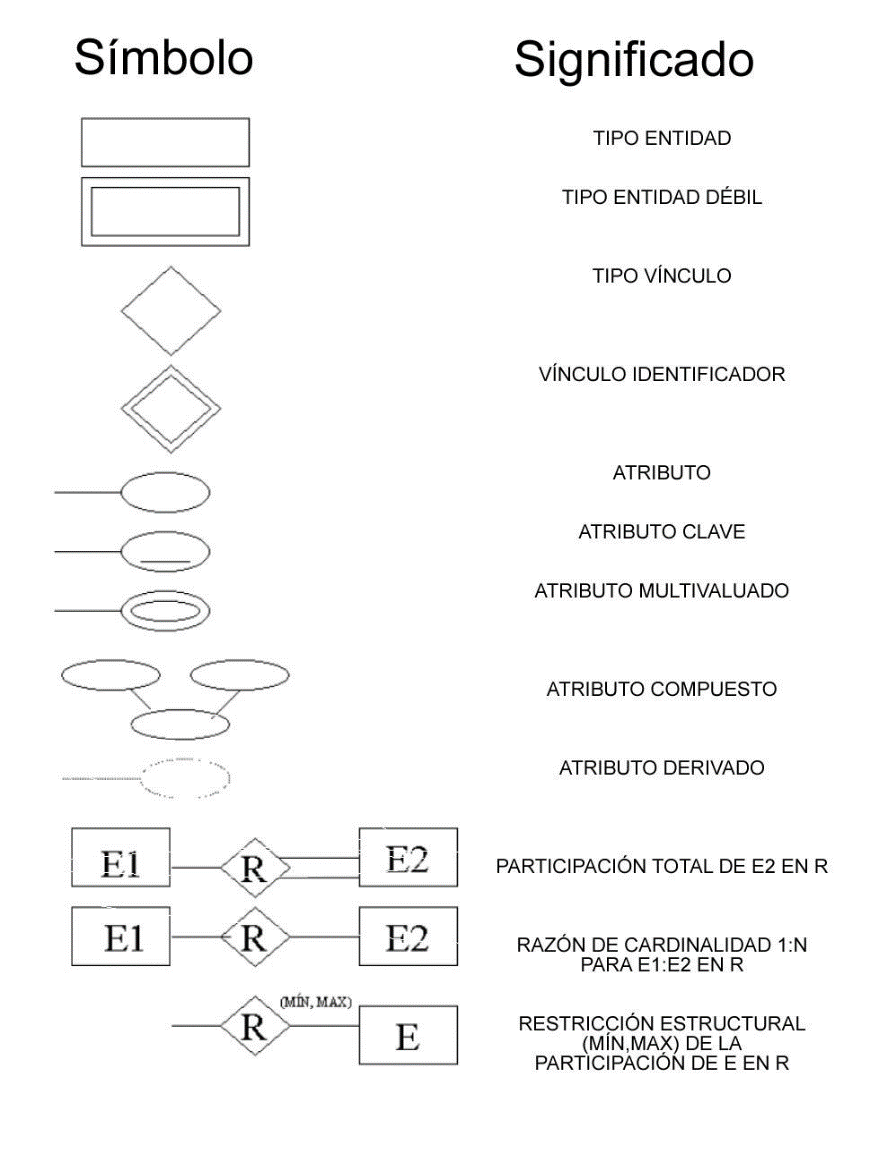 Símbolo Significado
TIPO ENTIDAD
TIPO ENTIDAD DÉBIL
TIPO VÍNCULO
VÍNCULO IDENTIFICADOR
ATRIBUTO
ATRIBUTO CLAVE
ATRIBUTO MULTIVALUADO
ATRIBUTO COMPUESTO
ATRIBUTO DERIVADO
E1 R E2
PARTICIPACIÓN TOTAL DE E2 EN R
E1 R E2
RAZÓN DE CARDINALIDAD 1:N
PARA E1:E2 EN R
R (MÍN, MAX) E
RESTRICCIÓN ESTRUCTURAL
(MÍN,MAX) DE LA
PARTICIPACIÓN DE E EN R